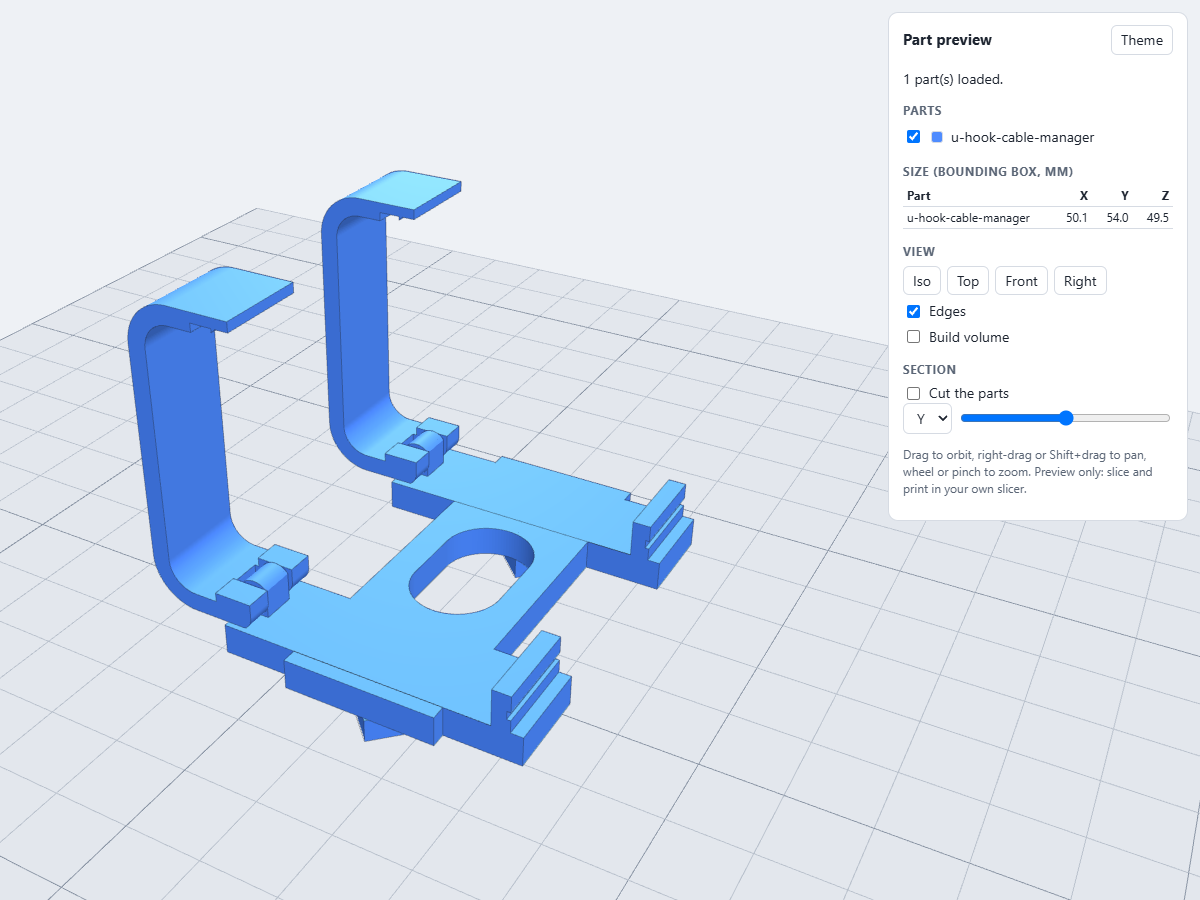 Part preview
Theme
1 part(s) loaded.
PARTS
u-hook-cable-manager
SIZE (BOUNDING BOX, MM)
Part X Y Z
u-hook-cable-manager 50.1 54.0 49.5
VIEW
Iso Top Front Right
Edges
Build volume
SECTION
Cut the parts
Y
Drag to orbit, right-drag or Shift+drag to pan,
wheel or pinch to zoom. Preview only: slice and
print in your own slicer.